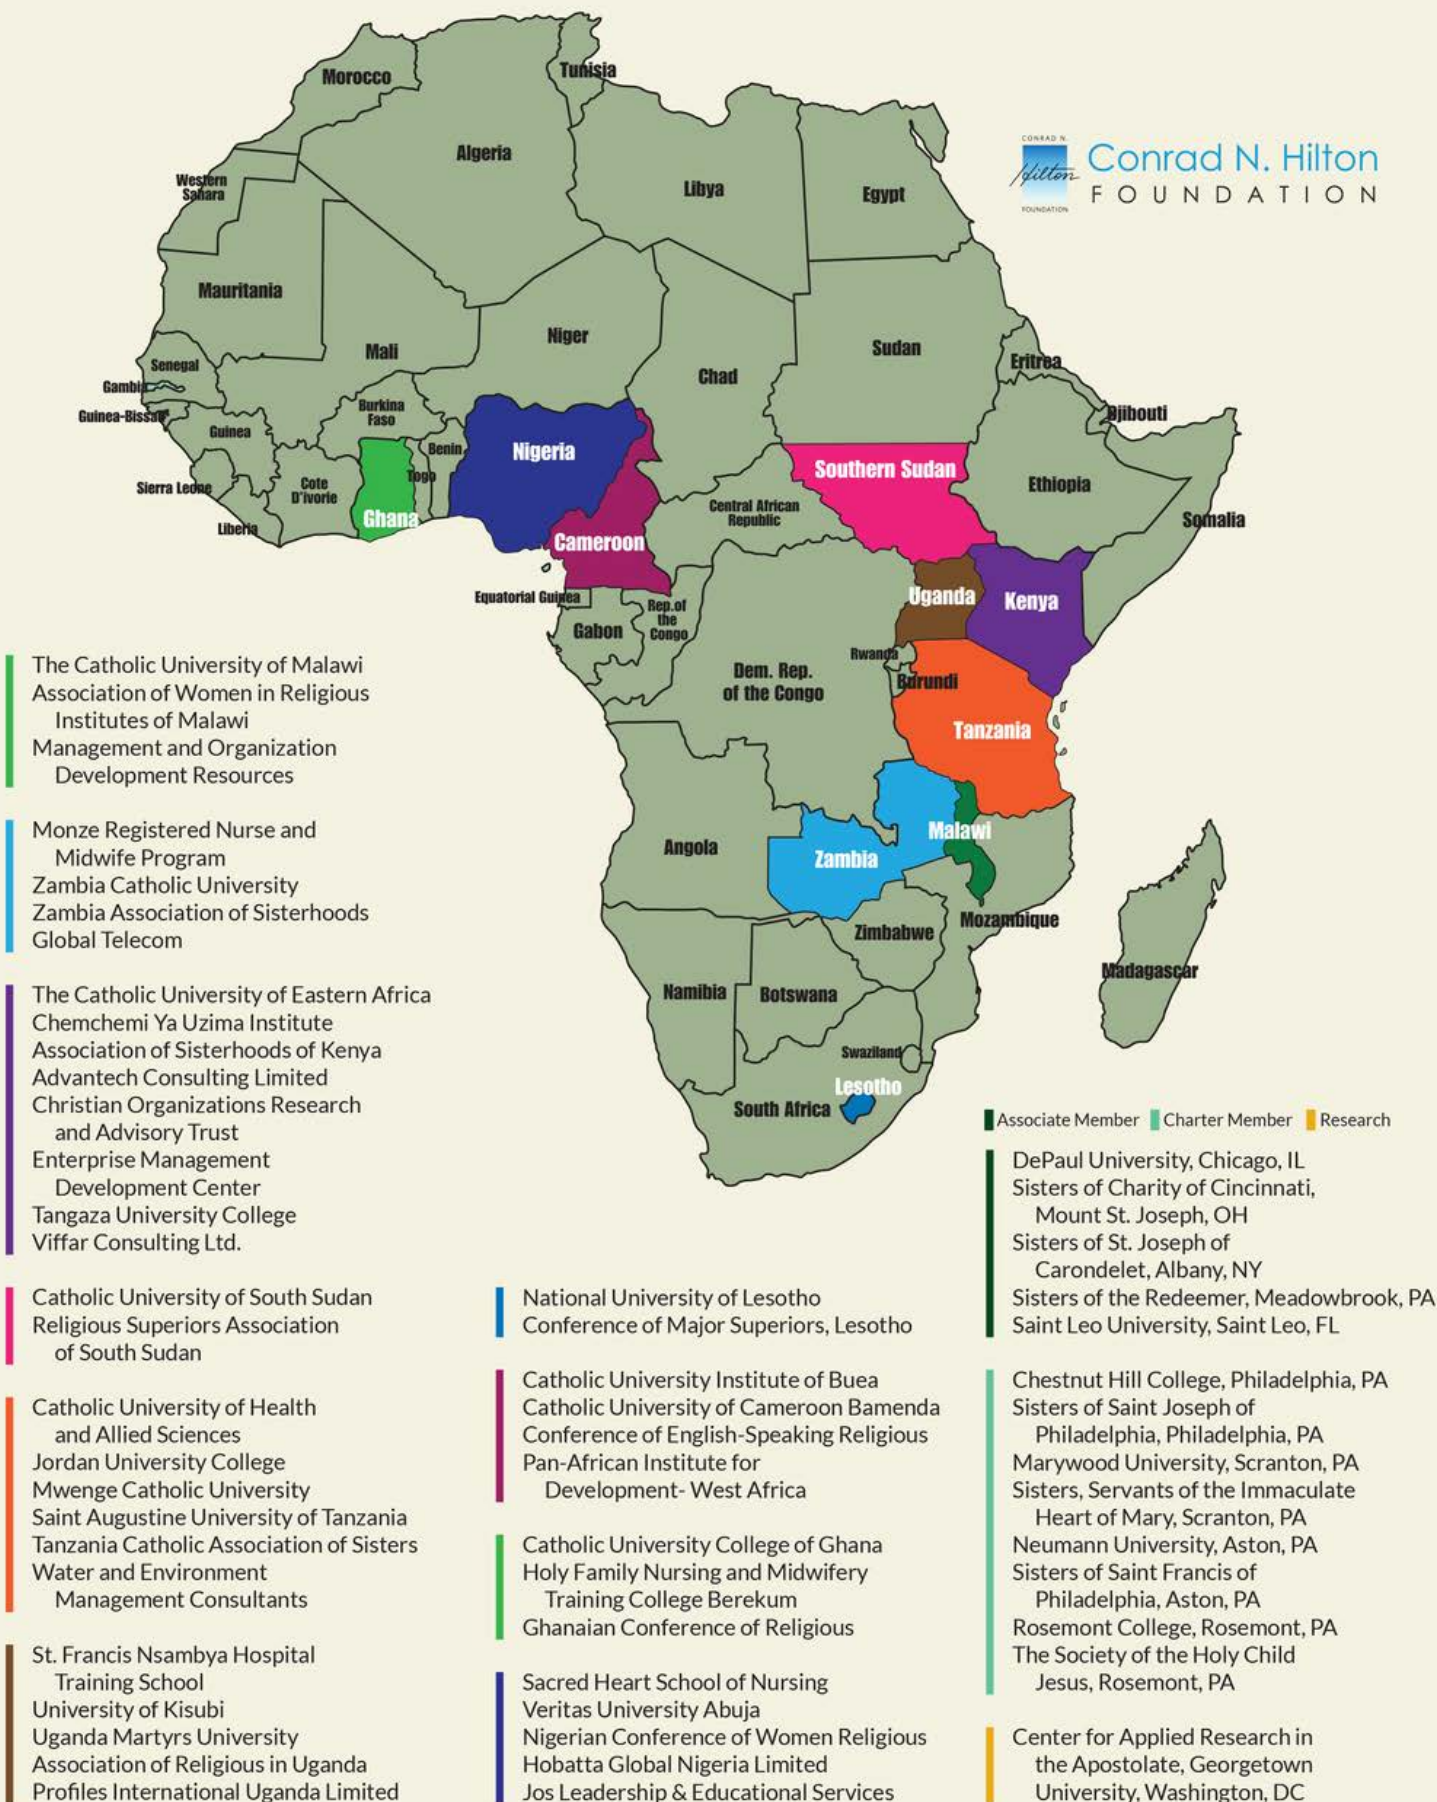 Morocco
Tunisia
Algeria
Libya
Egypt
CONRAD N.
Hilton
FOUNDATION
Conrad N. Hilton
FOUNDATION
Western
Sahara
Mauritania
Mali
Niger
Chad
Sudan
Eritrea
Senegal
Gambia
Guinea-Bissau
Guinea
Burkina
Faso
Djibouti
Benin
Nigeria
Southern Sudan
Togo
Sierra Leone
Cote
D'ivorie
Ethiopia
Central African
Republic
Ghana
Somalia
Liberia
Cameroon
Equatorial Guinea
Uganda
Kenya
Rep.of
the
Congo
Gabon
Rwanda
Dem. Rep.
of the Congo
Burundi
Tanzania
Malawi
Angola
Zambia
Mozambique
Zimbabwe
Madagascar
Namibia
Botswana
Swaziland
Lesotho
South Africa
The Catholic University of Malawi
Association of Women in Religious
Institutes of Malawi
Management and Organization
Development Resources
Monze Registered Nurse and
Midwife Program
Zambia Catholic University
Zambia Association of Sisterhoods
Global Telecom
The Catholic University of Eastern Africa
Chemchemi Ya Uzima Institute
Association of Sisterhoods of Kenya
Advantech Consulting Limited
Christian Organizations Research
and Advisory Trust
Enterprise Management
Development Center
Tangaza University College
Viffar Consulting Ltd.
Catholic University of South Sudan
Religious Superiors Association
of South Sudan
Catholic University of Health
and Allied Sciences
Jordan University College
Mwenge Catholic University
Saint Augustine University of Tanzania
Tanzania Catholic Association of Sisters
Water and Environment
Management Consultants
St. Francis Nsambya Hospital
Training School
University of Kisubi
Uganda Martyrs University
Association of Religious in Uganda
Profiles International Uganda Limited
National University of Lesotho
Conference of Major Superiors, Lesotho
Catholic University Institute of Buea
Catholic University of Cameroon Bamenda
Conference of English-Speaking Religious
Pan-African Institute for
Development- West Africa
Catholic University College of Ghana
Holy Family Nursing and Midwifery
Training College Berekum
Ghanaian Conference of Religious
Sacred Heart School of Nursing
Veritas University Abuja
Nigerian Conference of Women Religious
Hobatta Global Nigeria Limited
Jos Leadership & Educational Services
Associate Member Charter Member Research
DePaul University, Chicago, IL
Sisters of Charity of Cincinnati,
Mount St. Joseph, OH
Sisters of St. Joseph of
Carondelet, Albany, NY
Sisters of the Redeemer, Meadowbrook, PA
Saint Leo University, Saint Leo, FL
Chestnut Hill College, Philadelphia, PA
Sisters of Saint Joseph of
Philadelphia, Philadelphia, PA
Marywood University, Scranton, PA
Sisters, Servants of the Immaculate
Heart of Mary, Scranton, PA
Neumann University, Aston, PA
Sisters of Saint Francis of
Philadelphia, Aston, PA
Rosemont College, Rosemont, PA
The Society of the Holy Child
Jesus, Rosemont, PA
Center for Applied Research in
the Apostolate, Georgetown
University, Washington, DC